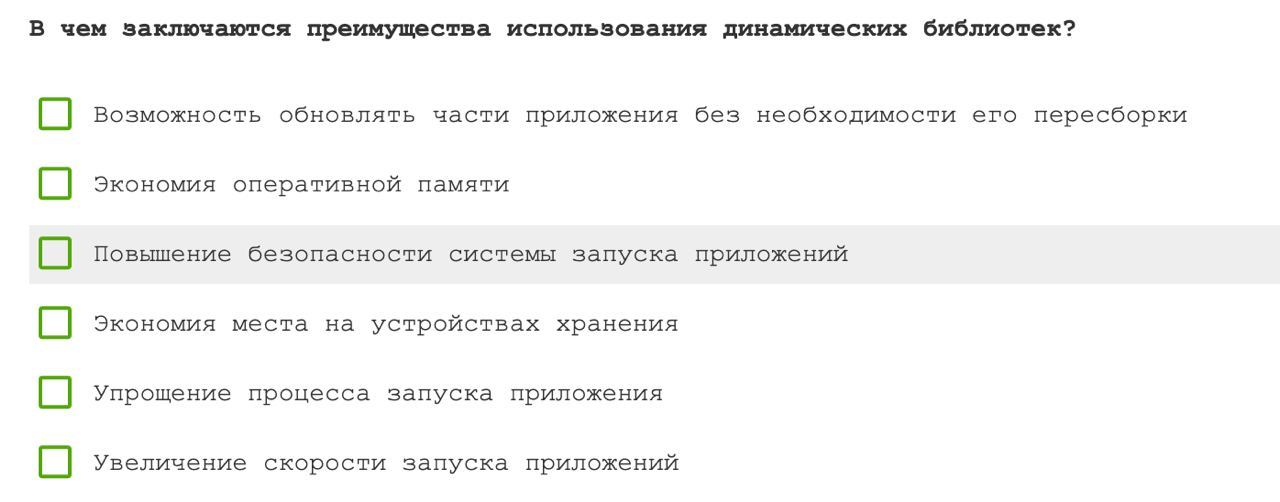 В чем заключаются преимущества использования динамических библиотек?
Возможность обновлять части приложения без необходимости его пересборки
Экономия оперативной памяти
Повышение безопасности системы запуска приложений
Экономия места на устройствах хранения
Упрощение процесса запуска приложения
Увеличение скорости запуска приложений